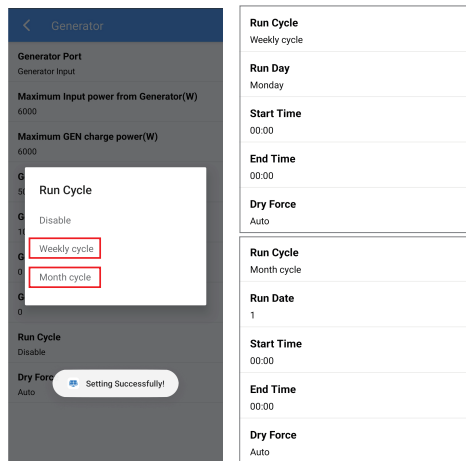 Generator
Generator Port
Generator Input
Maximum Input power from Generator(W)
6000
Maximum GEN charge power(W)
6000
G
50
G
10
G
0
G
0
Run Cycle
Disable
Weekly cycle
Month cycle
Run Cycle
Disable
Dry Forc
Auto
Setting Successfully!
Run Cycle
Weekly cycle
Run Day
Monday
Start Time
00:00
End Time
00:00
Dry Force
Auto
Run Cycle
Month cycle
Run Date
1
Start Time
00:00
End Time
00:00
Dry Force
Auto